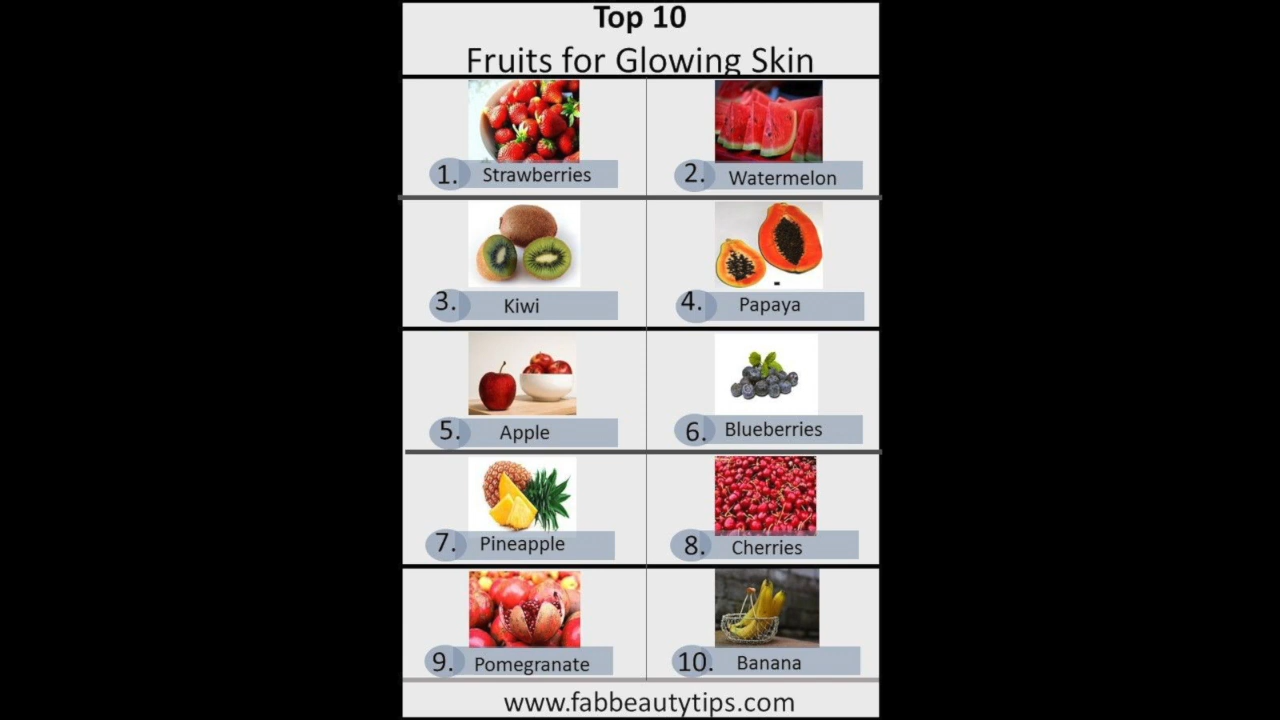 Top 10
Fruits for Glowing Skin
1. Strawberries
2. Watermelon
3. Kiwi
4. Papaya
5. Apple
6. Blueberries
7. Pineapple
8. Cherries
9. Pomegranate
10. Banana
www.fabbeautytips.com